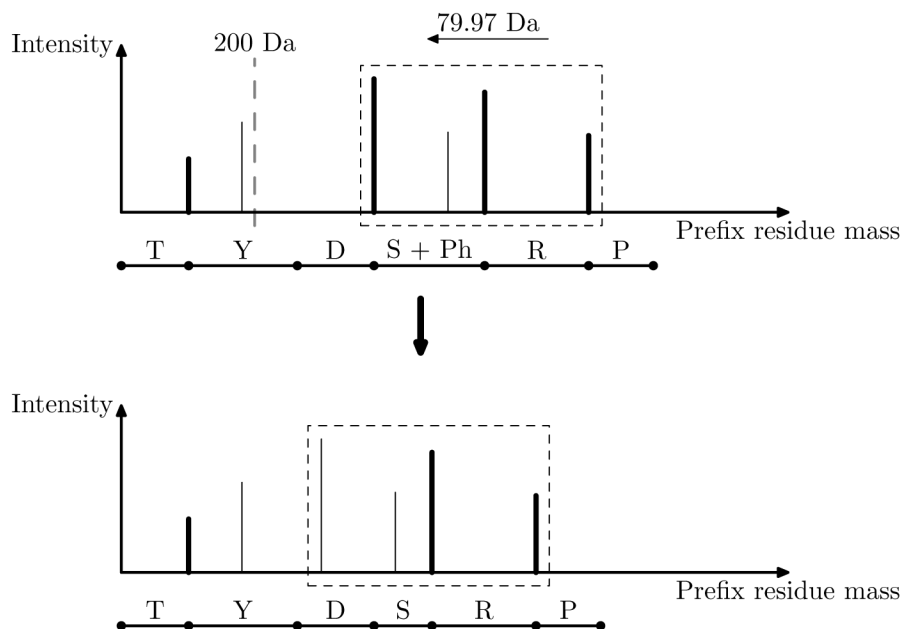 79.97 Da
Intensity
200 Da
Prefix residue mass
T Y D S + Ph R P
Intensity
Prefix residue mass
T Y D S R P